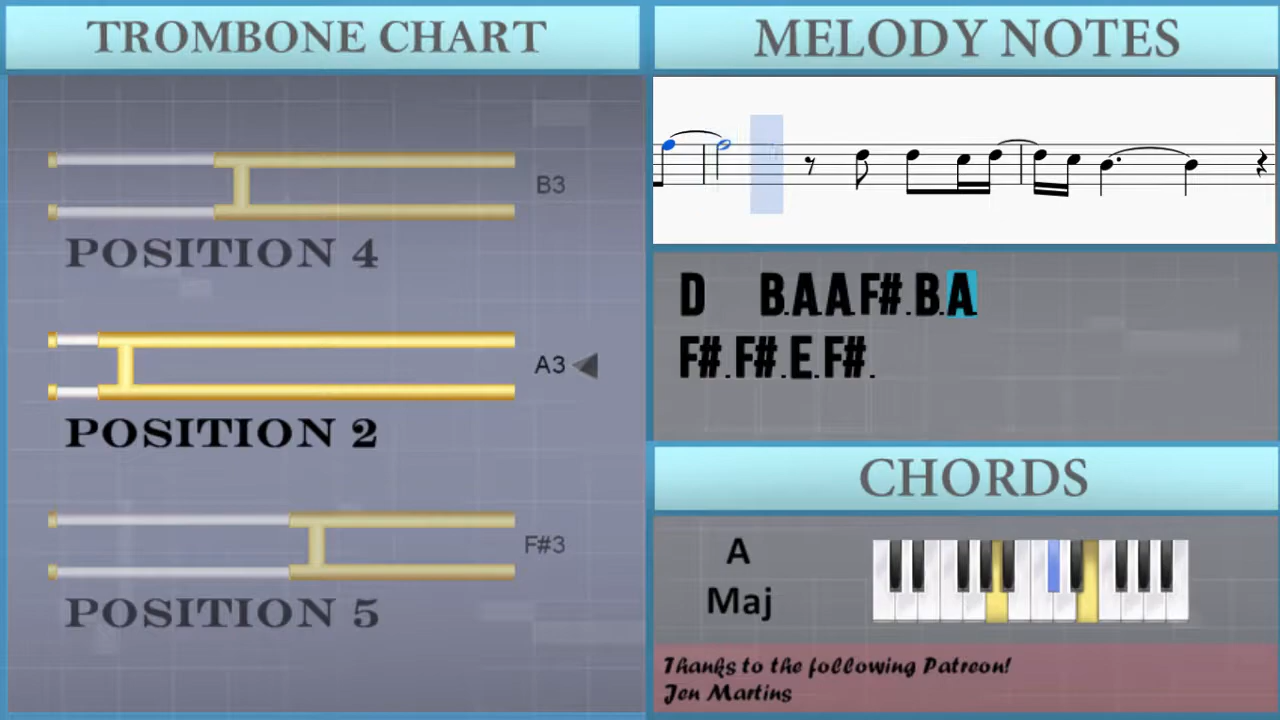 TROMBONE CHART
B3
POSITION 4
A3
POSITION 2
F#3
POSITION 5
MELODY NOTES
D B.A.A.F#.B.A
F#.F#.E.F#.
CHORDS
A
Maj
Thanks to the following Patreon!
Jen Martins